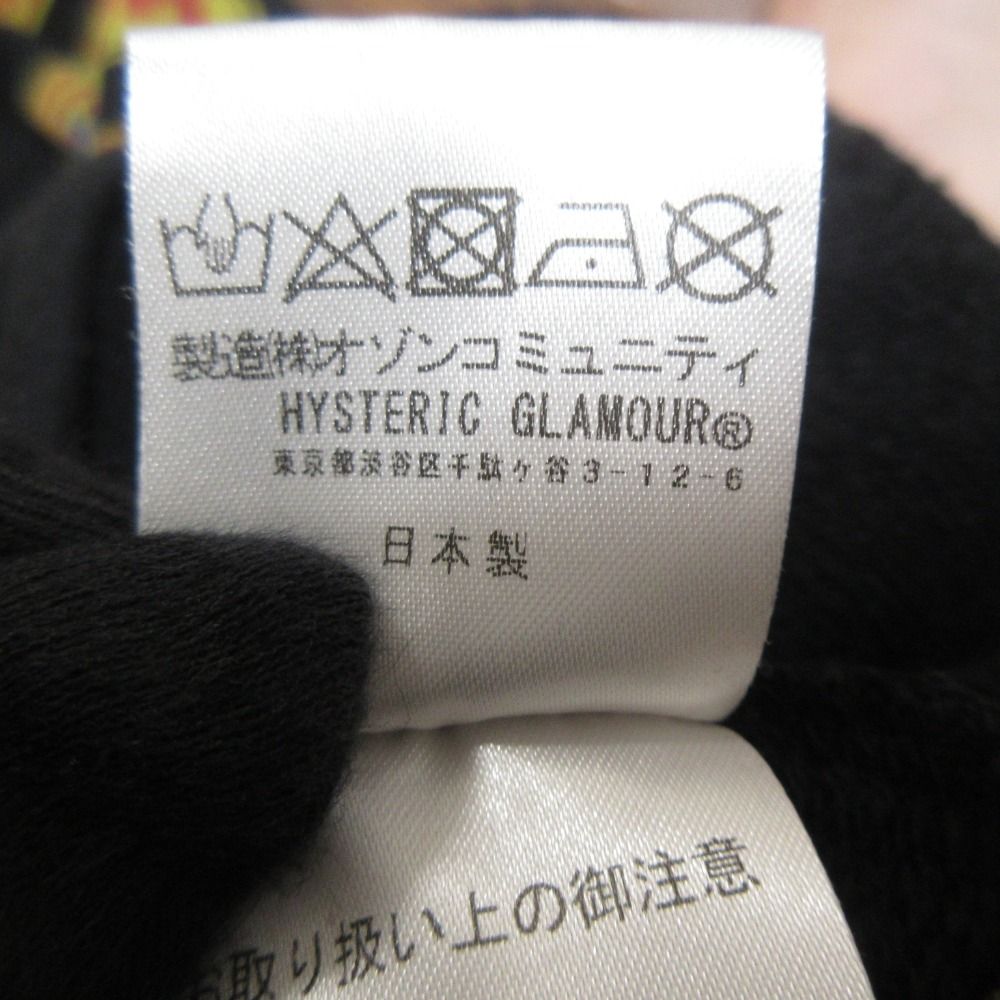 製造(株)オゾンコミュニティ
HYSTERIC GLAMOUR®
東京都渋谷区千駄ヶ谷3-12-6
日本製
お取り扱い上の御注意